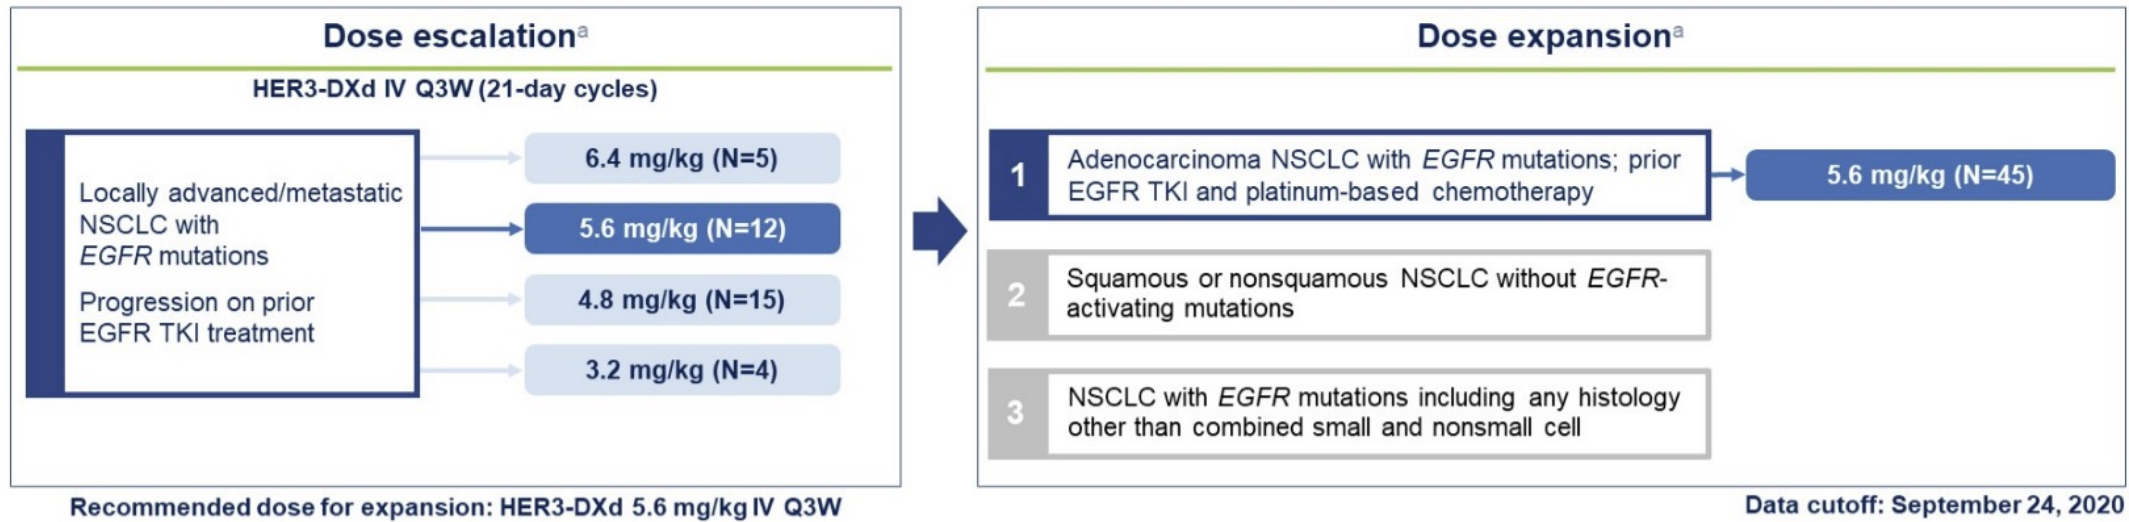 Dose escalationa
HER3-DXd IV Q3W (21-day cycles)
Locally advanced/metastatic
NSCLC with
EGFR mutations
Progression on prior
EGFR TKI treatment
6.4 mg/kg (N=5)
5.6 mg/kg (N=12)
4.8 mg/kg (N=15)
3.2 mg/kg (N=4)
Recommended dose for expansion: HER3-DXd 5.6 mg/kg IV Q3W
Dose expansiona
1
Adenocarcinoma NSCLC with EGFR mutations; prior
EGFR TKI and platinum-based chemotherapy
5.6 mg/kg (N=45)
2
Squamous or nonsquamous NSCLC without EGFR-
activating mutations
3
NSCLC with EGFR mutations including any histology
other than combined small and nonsmall cell
Data cutoff: September 24, 2020